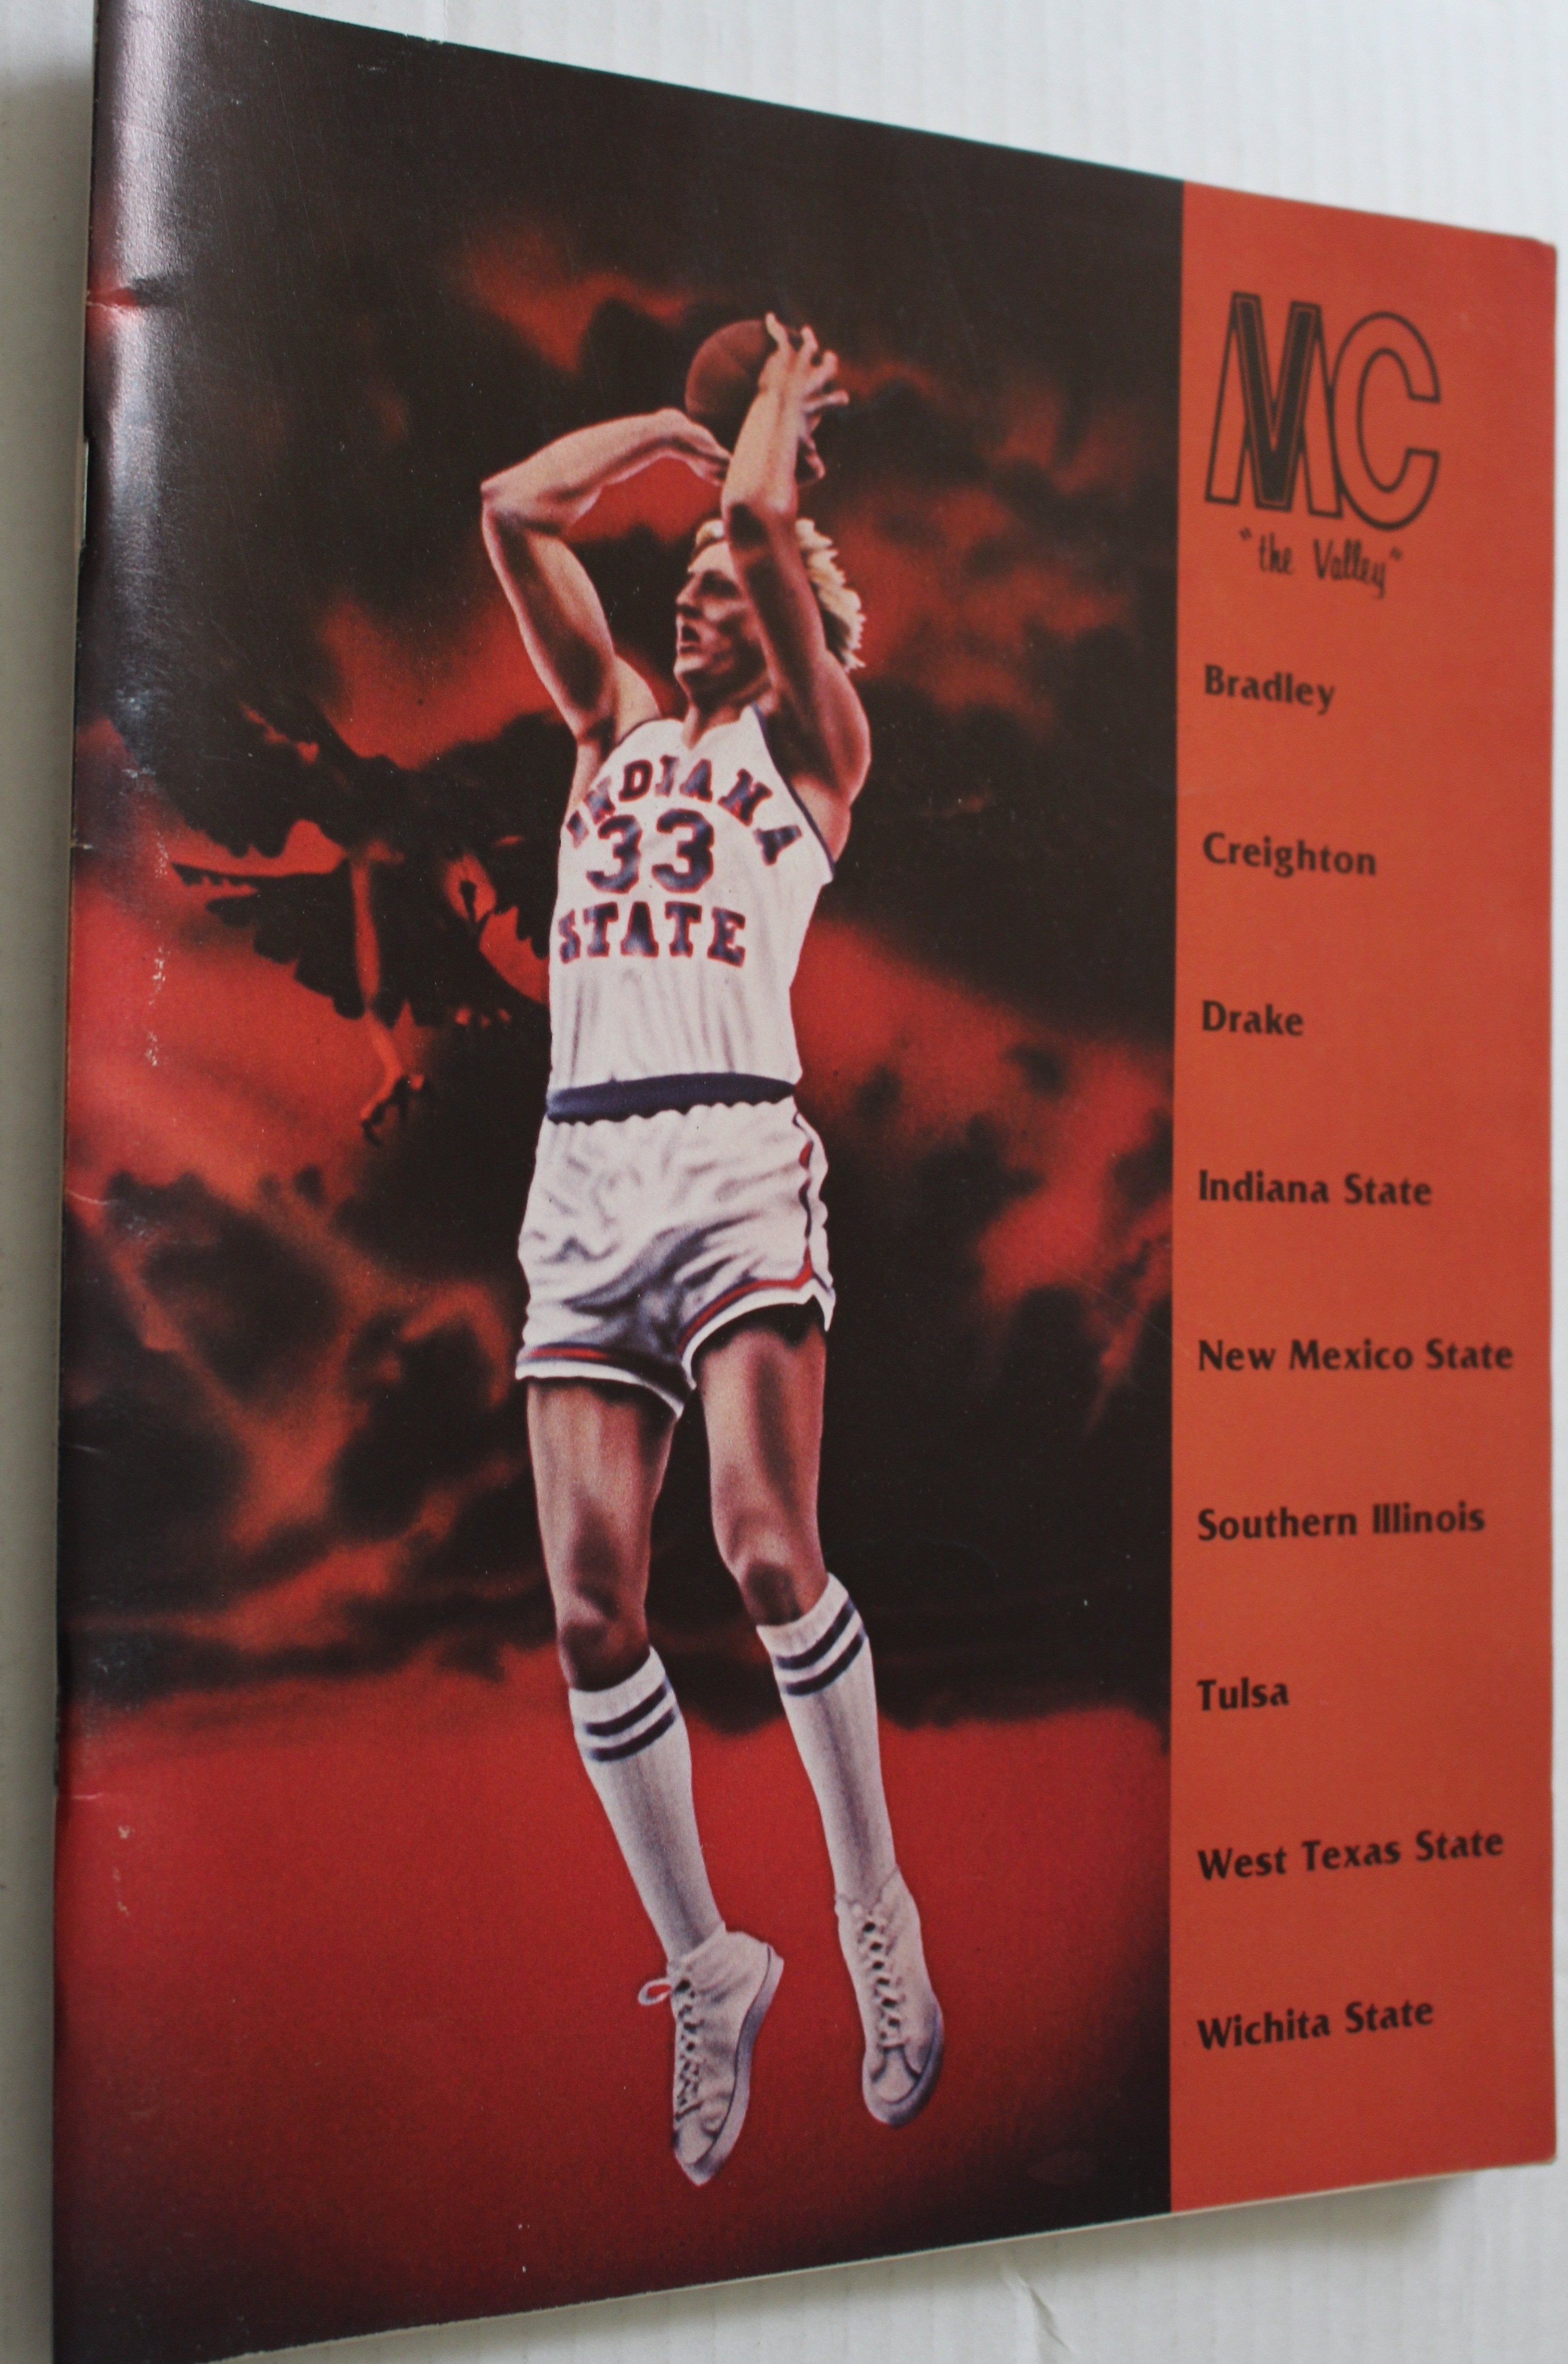 MVC
"the Valley"
Bradley
Creighton
Drake
Indiana State
New Mexico State
Southern Illinois
Tulsa
West Texas State
Wichita State
INDIANA
33
STATE